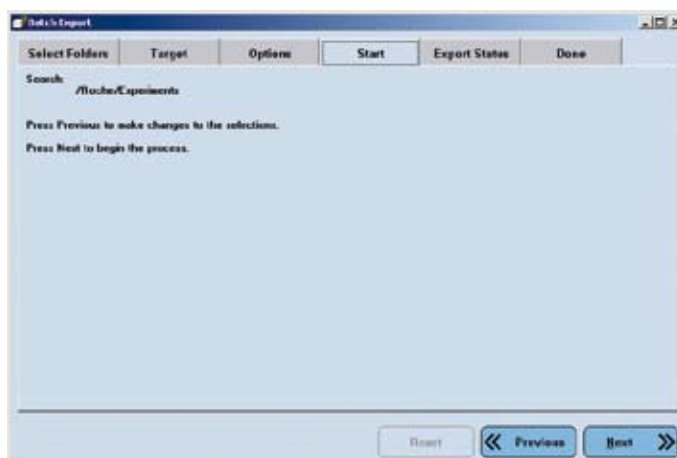 Batch Export
Select Folders Target Options Start Export Status Done
Search:
/Roche/Experiments
Press Previous to make changes to the selections.
Press Next to begin the process.
Reset Previous Next